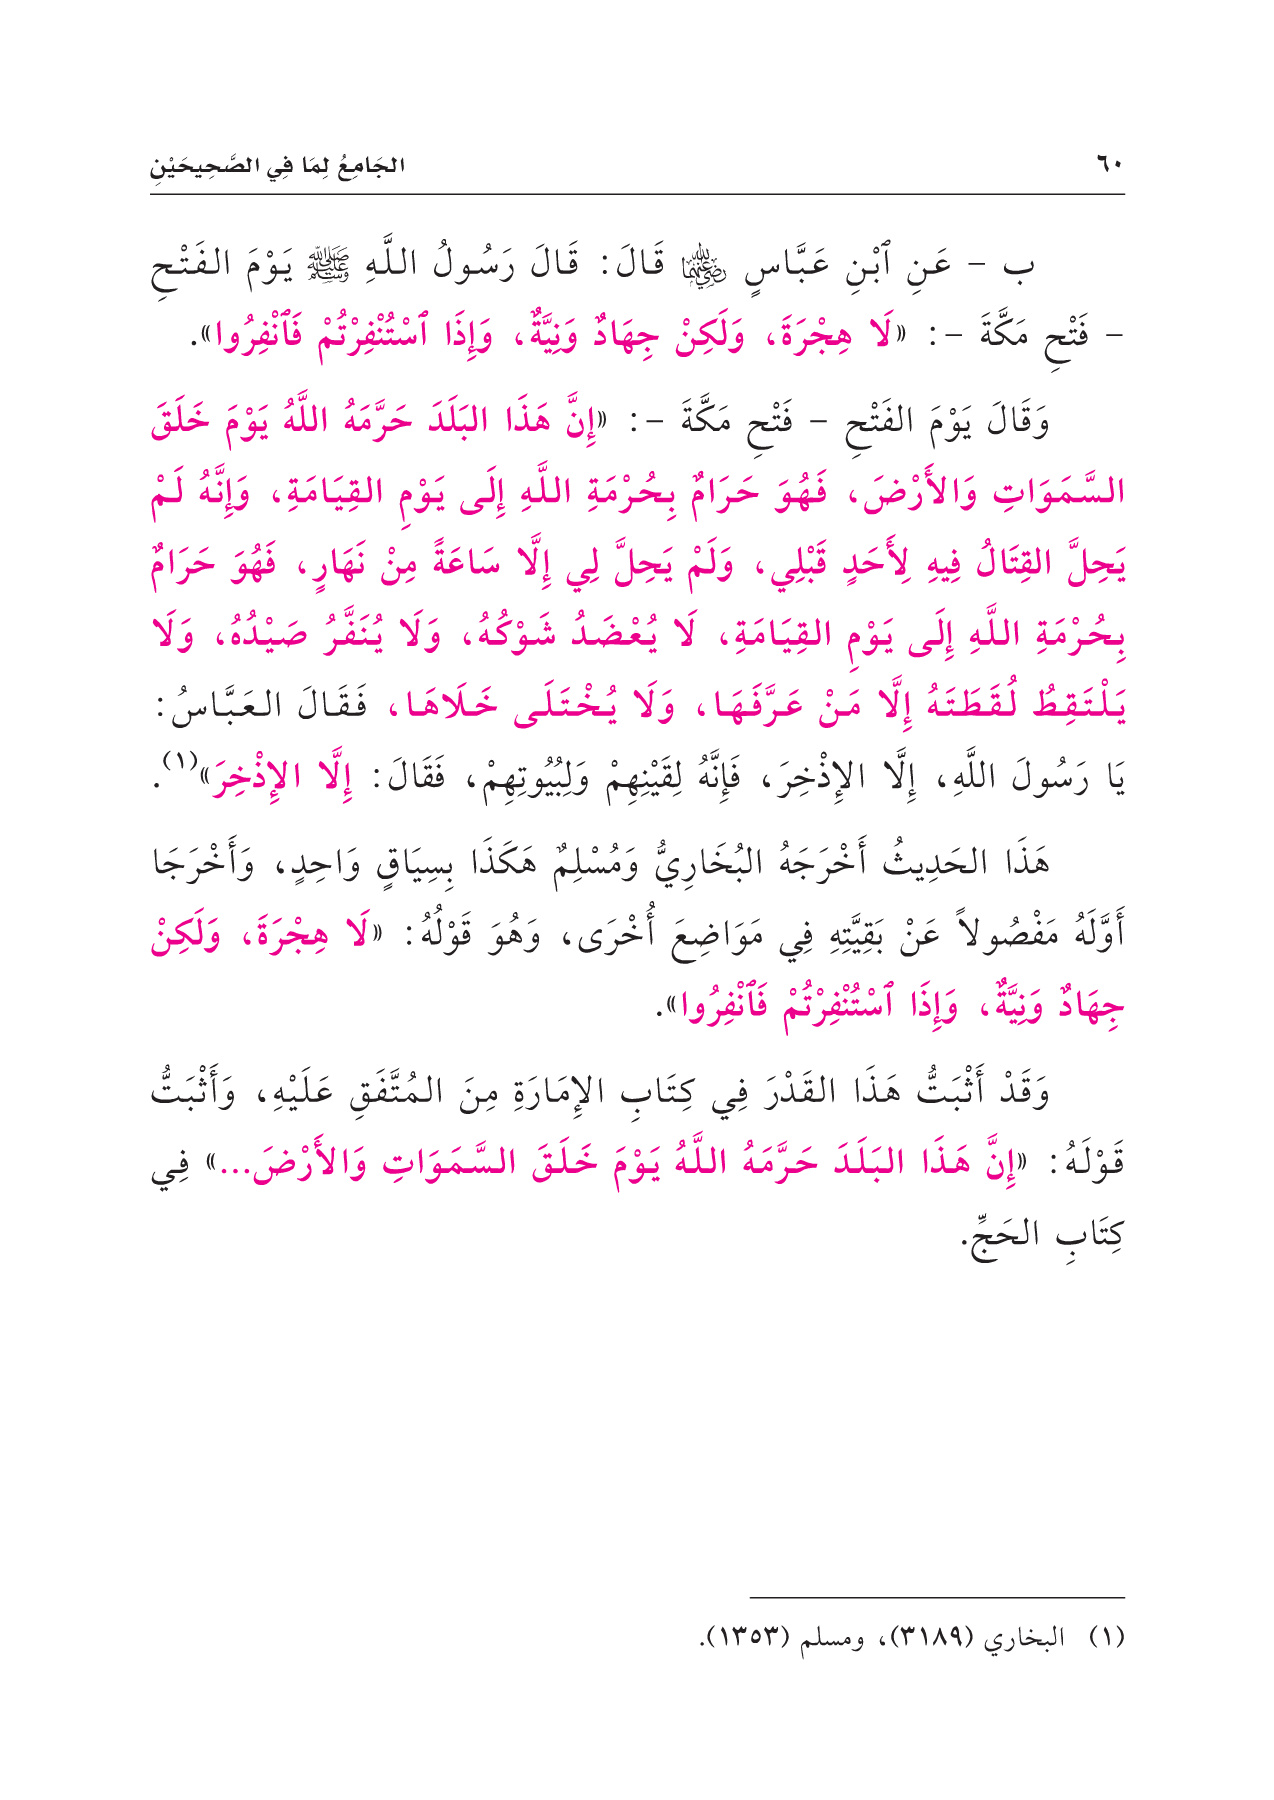 ٦٠
الجَامِعُ لِمَا فِي الصَّحِيحَيْنِ
ب - عَنِ ٱبْنِ عَبَّاسٍ رضي الله عنهما قَالَ: قَالَ رَسُولُ اللَّهِ ﷺ يَوْمَ الفَتْحِ
- فَتْحِ مَكَّةَ -: «لَا هِجْرَةَ، وَلَكِنْ جِهَادٌ وَنِيَّةٌ، وَإِذَا ٱسْتُنْفِرْتُمْ فَٱنْفِرُوا».
وَقَالَ يَوْمَ الفَتْحِ - فَتْحِ مَكَّةَ -: «إِنَّ هَذَا البَلَدَ حَرَّمَهُ اللَّهُ يَوْمَ خَلَقَ
السَّمَوَاتِ وَالأَرْضَ، فَهُوَ حَرَامٌ بِحُرْمَةِ اللَّهِ إِلَى يَوْمِ القِيَامَةِ، وَإِنَّهُ لَمْ
يَحِلَّ القِتَالُ فِيهِ لِأَحَدٍ قَبْلِي، وَلَمْ يَحِلَّ لِي إِلَّا سَاعَةً مِنْ نَهَارٍ، فَهُوَ حَرَامٌ
بِحُرْمَةِ اللَّهِ إِلَى يَوْمِ القِيَامَةِ، لَا يُعْضَدُ شَوْكُهُ، وَلَا يُنَفَّرُ صَيْدُهُ، وَلَا
يَلْتَقِطُ لُقَطَتَهُ إِلَّا مَنْ عَرَّفَهَا، وَلَا يُخْتَلَى خَلَاهَا، فَقَالَ العَبَّاسُ:
يَا رَسُولَ اللَّهِ، إِلَّا الإِذْخِرَ، فَإِنَّهُ لِقَيْنِهِمْ وَلِبُيُوتِهِمْ، فَقَالَ: إِلَّا الإِذْخِرَ»(١).
هَذَا الحَدِيثُ أَخْرَجَهُ البُخَارِيُّ وَمُسْلِمٌ هَكَذَا بِسِيَاقٍ وَاحِدٍ، وَأَخْرَجَا
أَوَّلَهُ مَفْصُولاً عَنْ بَقِيَّتِهِ فِي مَوَاضِعَ أُخْرَى، وَهُوَ قَوْلُهُ: «لَا هِجْرَةَ، وَلَكِنْ
جِهَادٌ وَنِيَّةٌ، وَإِذَا ٱسْتُنْفِرْتُمْ فَٱنْفِرُوا».
وَقَدْ أَثْبَتُّ هَذَا القَدْرَ فِي كِتَابِ الإِمَارَةِ مِنَ المُتَّفَقِ عَلَيْهِ، وَأَثْبَتُّ
قَوْلَهُ: «إِنَّ هَذَا البَلَدَ حَرَّمَهُ اللَّهُ يَوْمَ خَلَقَ السَّمَوَاتِ وَالأَرْضَ...» فِي
كِتَابِ الحَجِّ.
(١) البخاري (٣١٨٩)، ومسلم (١٣٥٣).